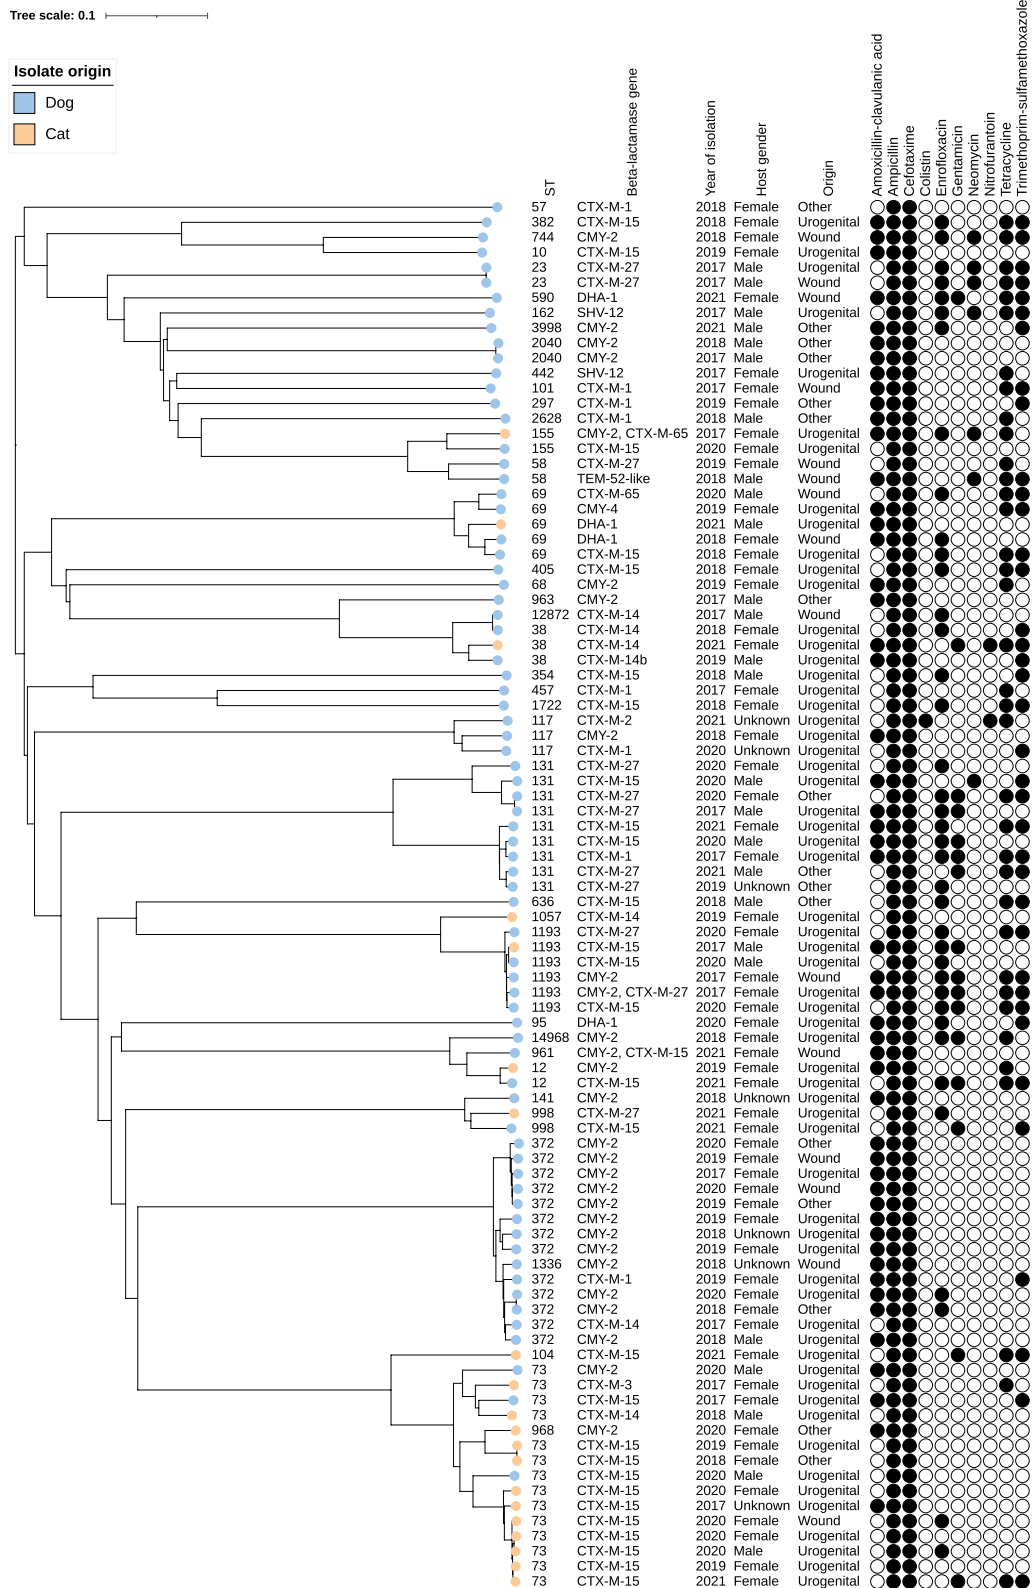 Tree scale: 0.1
Isolate origin
Dog
Cat
ST Beta-lactamase gene Year of isolation Host gender Origin Amoxicillin-clavulanic acid Ampicillin Cefotaxime Colistin Enrofloxacin Gentamicin Neomycin Nitrofurantoin Tetracycline Trimethoprim-sulfamethoxazole
57 CTX-M-1 2018 Female Other
382 CTX-M-15 2018 Female Urogenital
744 CMY-2 2018 Female Wound
10 CTX-M-15 2019 Female Urogenital
23 CTX-M-27 2017 Male Urogenital
23 CTX-M-27 2017 Male Wound
590 DHA-1 2021 Female Wound
162 SHV-12 2017 Male Urogenital
3998 CMY-2 2021 Male Other
2040 CMY-2 2018 Male Other
2040 CMY-2 2017 Male Other
442 SHV-12 2017 Female Urogenital
101 CTX-M-1 2017 Female Wound
297 CTX-M-1 2019 Female Other
2628 CTX-M-1 2018 Male Other
155 CMY-2, CTX-M-65 2017 Female Urogenital
155 CTX-M-15 2020 Female Urogenital
58 CTX-M-27 2019 Female Wound
58 TEM-52-like 2018 Male Wound
69 CTX-M-65 2020 Male Wound
69 CMY-4 2019 Female Urogenital
69 DHA-1 2021 Male Urogenital
69 DHA-1 2018 Female Wound
69 CTX-M-15 2018 Female Urogenital
405 CTX-M-15 2018 Female Urogenital
68 CMY-2 2019 Female Urogenital
963 CMY-2 2017 Male Other
12872 CTX-M-14 2017 Male Wound
38 CTX-M-14 2018 Female Urogenital
38 CTX-M-14 2021 Female Urogenital
38 CTX-M-14b 2019 Male Urogenital
354 CTX-M-15 2018 Male Urogenital
457 CTX-M-1 2017 Female Urogenital
1722 CTX-M-15 2018 Female Urogenital
117 CTX-M-2 2021 Unknown Urogenital
117 CMY-2 2018 Female Urogenital
117 CTX-M-1 2020 Unknown Urogenital
131 CTX-M-27 2020 Female Urogenital
131 CTX-M-15 2020 Male Urogenital
131 CTX-M-27 2020 Female Other
131 CTX-M-27 2017 Male Urogenital
131 CTX-M-15 2021 Female Urogenital
131 CTX-M-15 2020 Male Urogenital
131 CTX-M-1 2017 Female Urogenital
131 CTX-M-27 2021 Male Other
131 CTX-M-27 2019 Unknown Other
636 CTX-M-15 2018 Male Other
1057 CTX-M-14 2019 Female Urogenital
1193 CTX-M-27 2020 Female Urogenital
1193 CTX-M-15 2017 Male Urogenital
1193 CTX-M-15 2020 Male Urogenital
1193 CMY-2 2017 Female Wound
1193 CMY-2, CTX-M-27 2017 Female Urogenital
1193 CTX-M-15 2020 Female Urogenital
95 DHA-1 2020 Female Urogenital
14968 CMY-2 2018 Female Urogenital
961 CMY-2, CTX-M-15 2021 Female Wound
12 CMY-2 2019 Female Urogenital
12 CTX-M-15 2021 Female Urogenital
141 CMY-2 2018 Unknown Urogenital
998 CTX-M-27 2021 Female Urogenital
998 CTX-M-15 2021 Female Urogenital
372 CMY-2 2020 Female Other
372 CMY-2 2019 Female Wound
372 CMY-2 2017 Female Urogenital
372 CMY-2 2020 Female Wound
372 CMY-2 2019 Female Other
372 CMY-2 2019 Female Urogenital
372 CMY-2 2018 Unknown Urogenital
372 CMY-2 2019 Female Urogenital
1336 CMY-2 2018 Unknown Wound
372 CTX-M-1 2019 Female Urogenital
372 CMY-2 2020 Female Urogenital
372 CMY-2 2018 Female Other
372 CTX-M-14 2017 Female Urogenital
372 CMY-2 2018 Male Urogenital
104 CTX-M-15 2021 Female Urogenital
73 CMY-2 2020 Male Urogenital
73 CTX-M-3 2017 Female Urogenital
73 CTX-M-15 2017 Female Urogenital
73 CTX-M-14 2018 Male Urogenital
968 CMY-2 2020 Female Other
73 CTX-M-15 2019 Female Urogenital
73 CTX-M-15 2018 Female Other
73 CTX-M-15 2020 Male Urogenital
73 CTX-M-15 2020 Female Urogenital
73 CTX-M-15 2017 Unknown Urogenital
73 CTX-M-15 2020 Female Wound
73 CTX-M-15 2020 Female Urogenital
73 CTX-M-15 2020 Male Urogenital
73 CTX-M-15 2019 Female Urogenital
73 CTX-M-15 2021 Female Urogenital